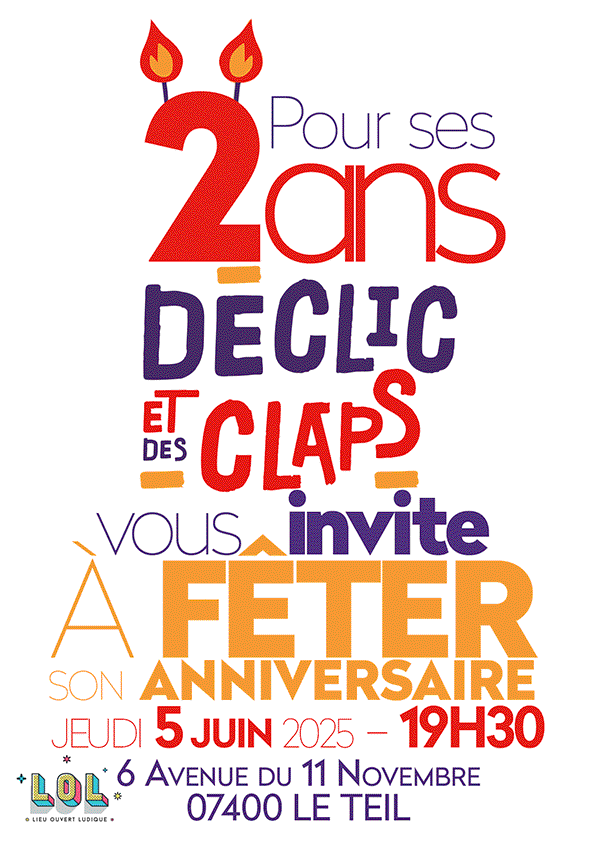 Pour ses
2 ans
DÉCLIC
ET DES CLAPS
vous invite
À FÊTER
SON ANNIVERSAIRE
JEUDI 5 JUIN 2025 – 19H30
6 AVENUE DU 11 NOVEMBRE
07400 LE TEIL
LOL
LIEU OUVERT LUDIQUE